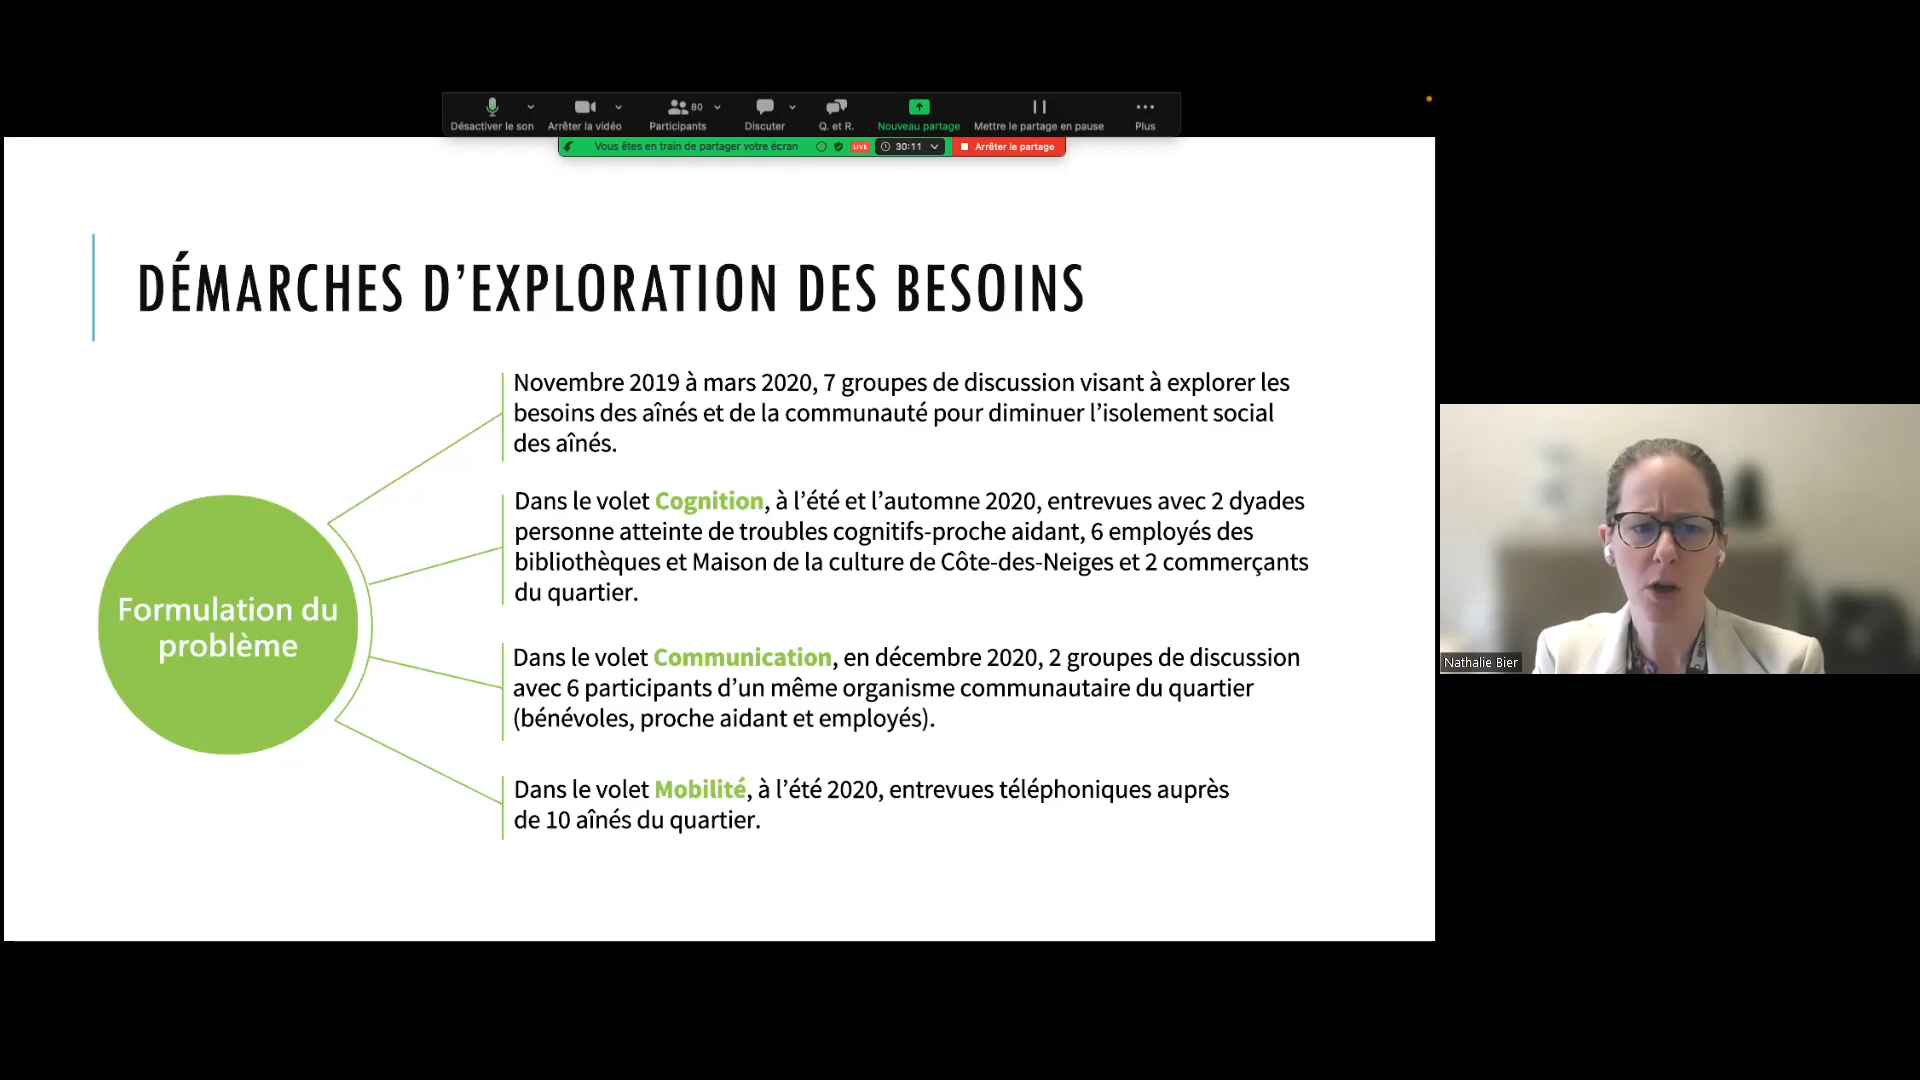 Désactiver le son
Arrêter la vidéo
80
Participants
Discuter
Q. et R.
Nouveau partage
Mettre le partage en pause
Plus
Vous êtes en train de partager votre écran
LIVE
30:11
Arrêter le partage
DÉMARCHES D’EXPLORATION DES BESOINS
Formulation du
problème
Novembre 2019 à mars 2020, 7 groupes de discussion visant à explorer les
besoins des aînés et de la communauté pour diminuer l’isolement social
des aînés.
Dans le volet Cognition, à l’été et l’automne 2020, entrevues avec 2 dyades
personne atteinte de troubles cognitifs-proche aidant, 6 employés des
bibliothèques et Maison de la culture de Côte-des-Neiges et 2 commerçants
du quartier.
Dans le volet Communication, en décembre 2020, 2 groupes de discussion
avec 6 participants d’un même organisme communautaire du quartier
(bénévoles, proche aidant et employés).
Dans le volet Mobilité, à l’été 2020, entrevues téléphoniques auprès
de 10 aînés du quartier.
Nathalie Bier